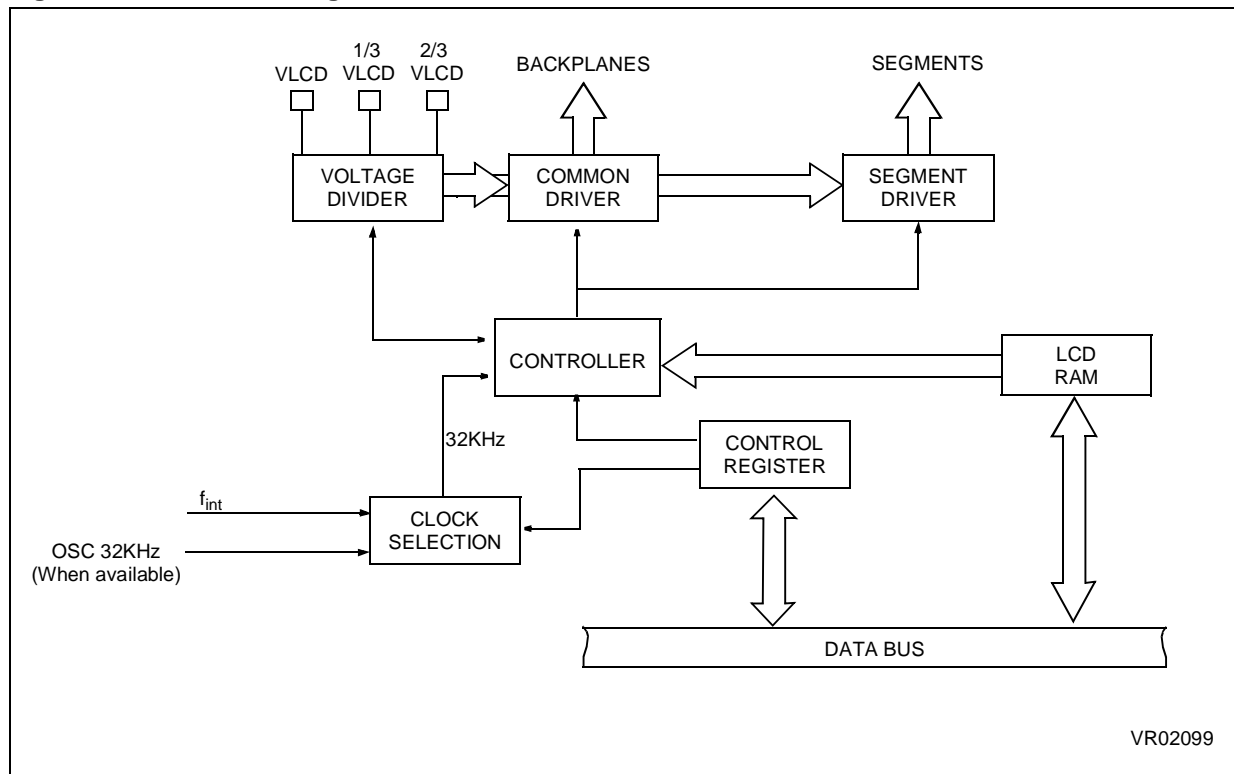 1/3
2/3
VLCD
VLCD
VLCD
BACKPLANES
SEGMENTS
VOLTAGE
DIVIDER
COMMON
DRIVER
SEGMENT
DRIVER
CONTROLLER
LCD
RAM
32KHz
CONTROL
REGISTER
fint
CLOCK
SELECTION
OSC 32KHz
(When available)
DATA BUS
VR02099